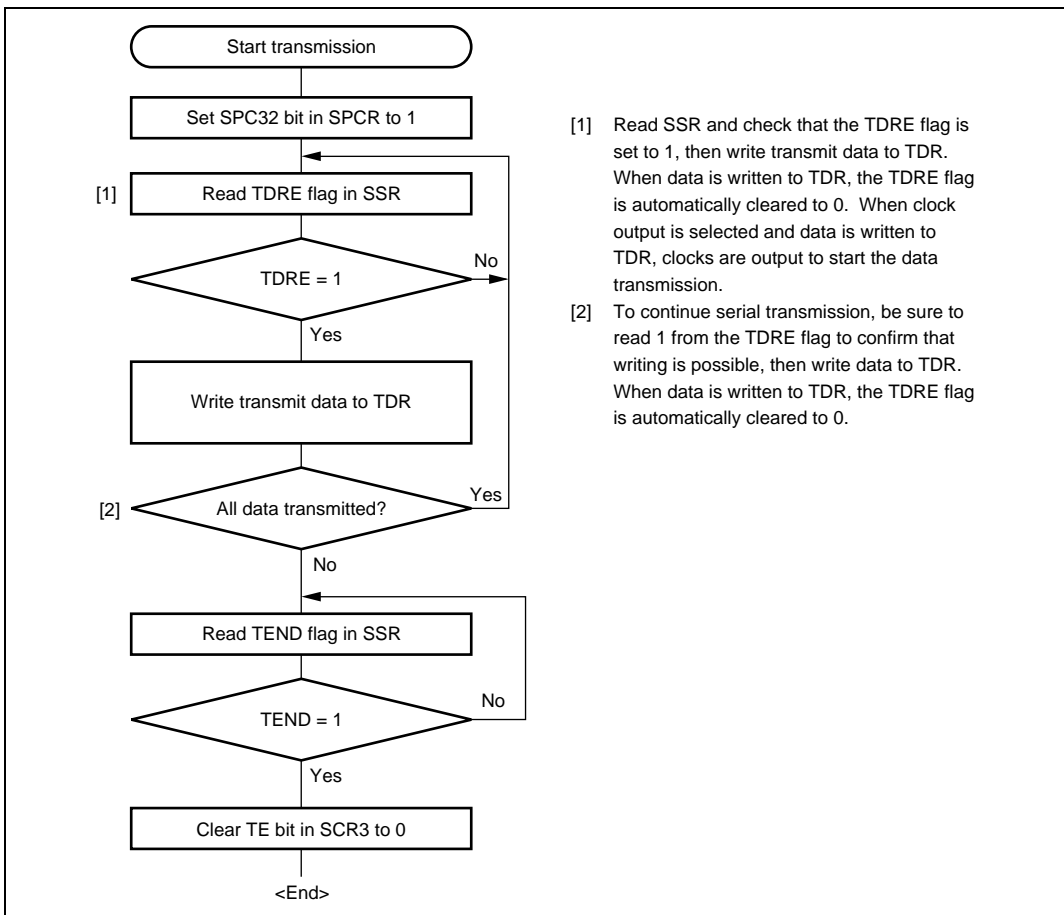 Start transmission
Set SPC32 bit in SPCR to 1
[1]
Read TDRE flag in SSR
TDRE = 1
No
Yes
Write transmit data to TDR
[2]
All data transmitted?
Yes
No
Read TEND flag in SSR
TEND = 1
No
Yes
Clear TE bit in SCR3 to 0
<End>
[1] Read SSR and check that the TDRE flag is
set to 1, then write transmit data to TDR.
When data is written to TDR, the TDRE flag
is automatically cleared to 0. When clock
output is selected and data is written to
TDR, clocks are output to start the data
transmission.
[2] To continue serial transmission, be sure to
read 1 from the TDRE flag to confirm that
writing is possible, then write data to TDR.
When data is written to TDR, the TDRE flag
is automatically cleared to 0.